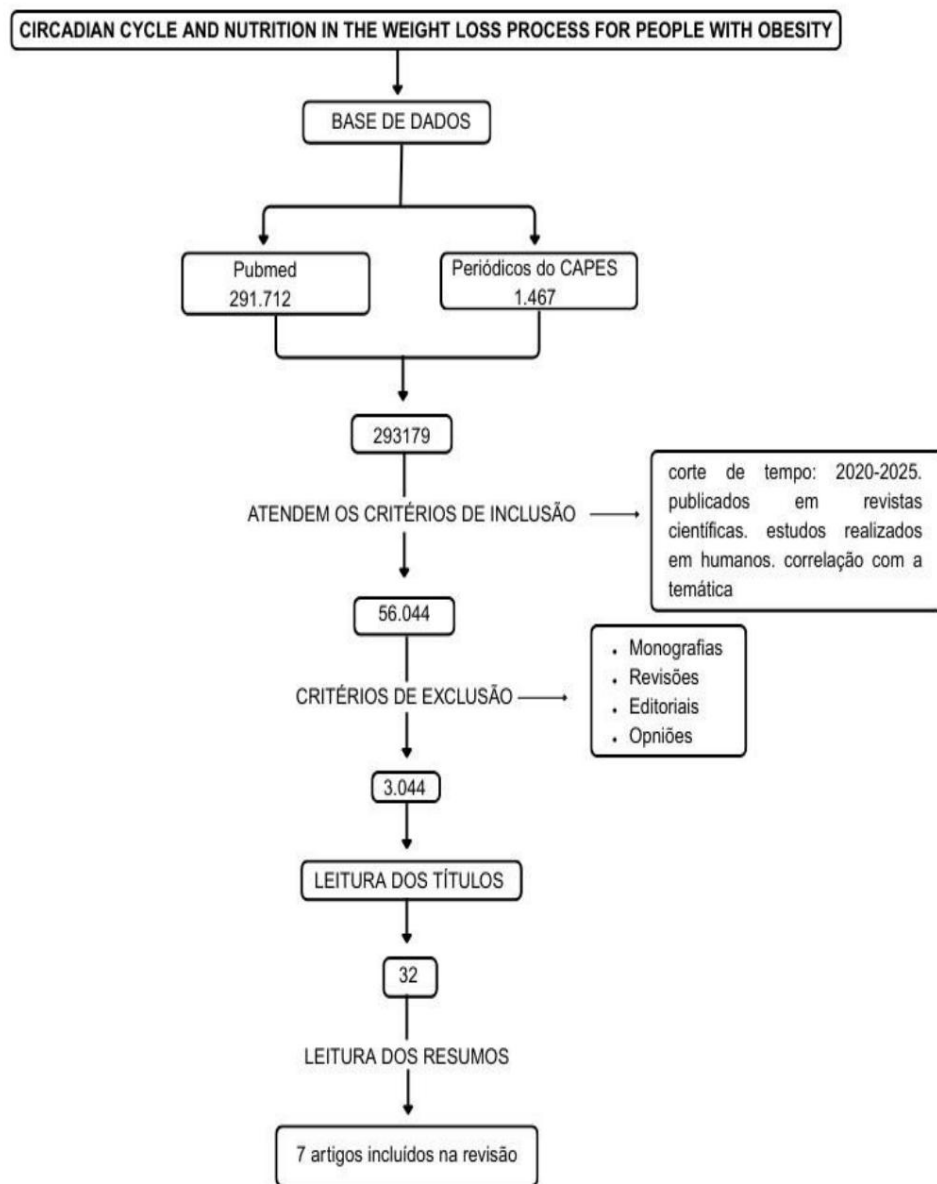 CIRCADIAN CYCLE AND NUTRITION IN THE WEIGHT LOSS PROCESS FOR PEOPLE WITH OBESITY
BASE DE DADOS
Pubmed
291.712
Periódicos do CAPES
1.467
293179
ATENDEM OS CRITÉRIOS DE INCLUSÃO
corte de tempo: 2020-2025.
publicados em revistas
científicas. estudos realizados
em humanos. correlação com a
temática
56.044
CRITÉRIOS DE EXCLUSÃO
• Monografias
• Revisões
• Editoriais
• Opniões
3.044
LEITURA DOS TÍTULOS
32
LEITURA DOS RESUMOS
7 artigos incluídos na revisão